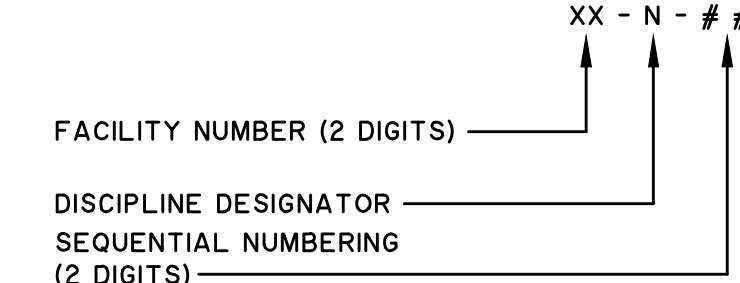 XX - N - # #
FACILITY NUMBER (2 DIGITS)
DISCIPLINE DESIGNATOR
SEQUENTIAL NUMBERING
(2 DIGITS)